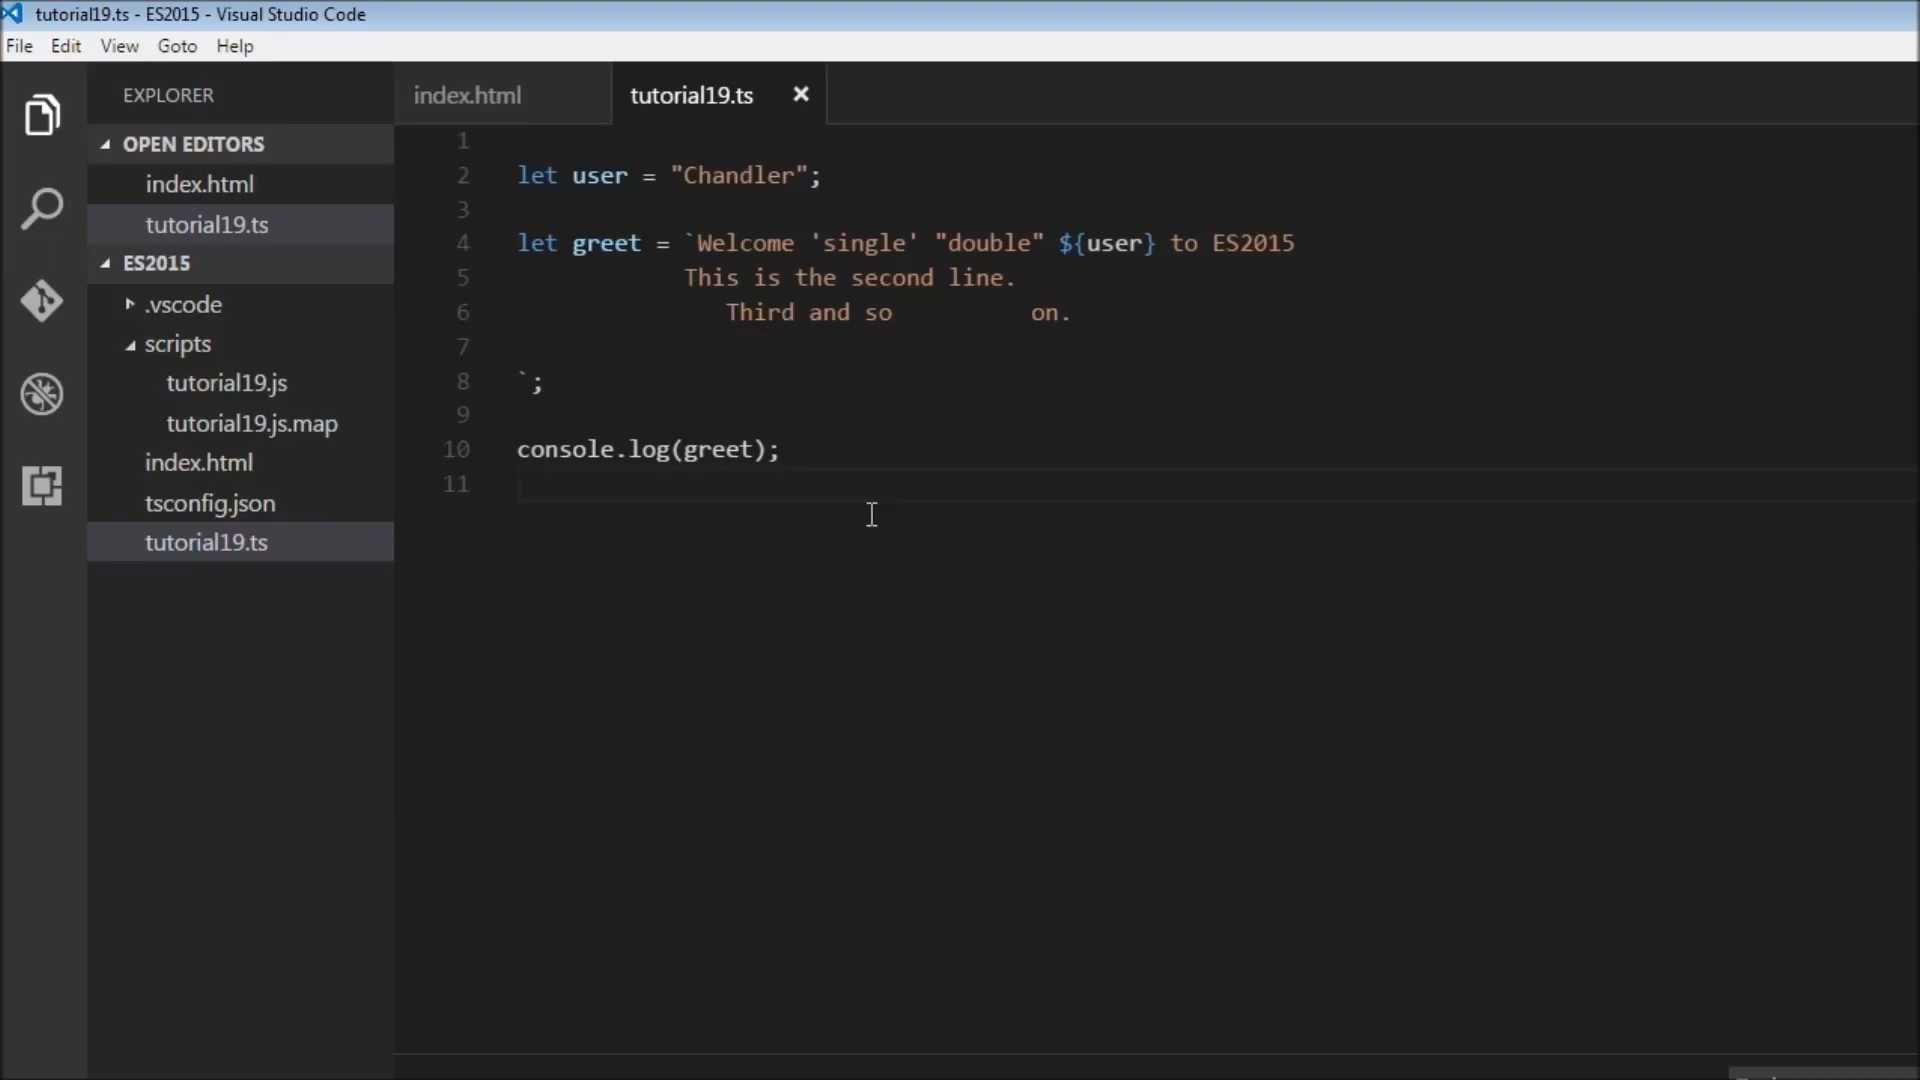 tutorial19.ts - ES2015 - Visual Studio Code
File Edit View Goto Help
EXPLORER
OPEN EDITORS
index.html
tutorial19.ts
ES2015
.vscode
scripts
tutorial19.js
tutorial19.js.map
index.html
tsconfig.json
tutorial19.ts
index.html tutorial19.ts
1
2 let user = "Chandler";
3
4 let greet = `Welcome 'single' "double" ${user} to ES2015
5 This is the second line.
6 Third and so on.
7
8 `;
9
10 console.log(greet);
11